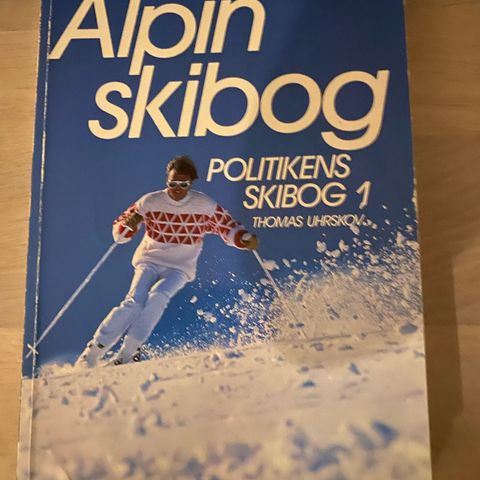 Alpin
skibog
POLITIKENS
SKIBOG 1
THOMAS UHRSKOV